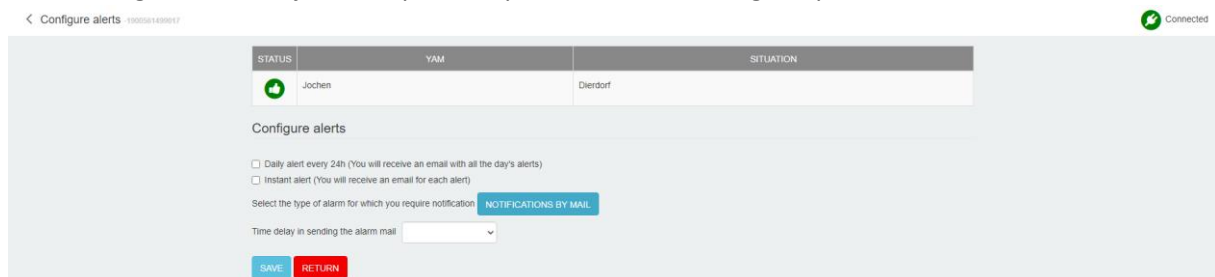 Configure alerts
Connected
STATUS YAM SITUATION
Jochen Dierdorf
Configure alerts
Daily alert every 24h (You will receive an email with all the day's alerts)
Instant alert (You will receive an email for each alert)
Select the type of alarm for which you require notification NOTIFICATIONS BY MAIL
Time delay in sending the alarm mail
SAVE RETURN